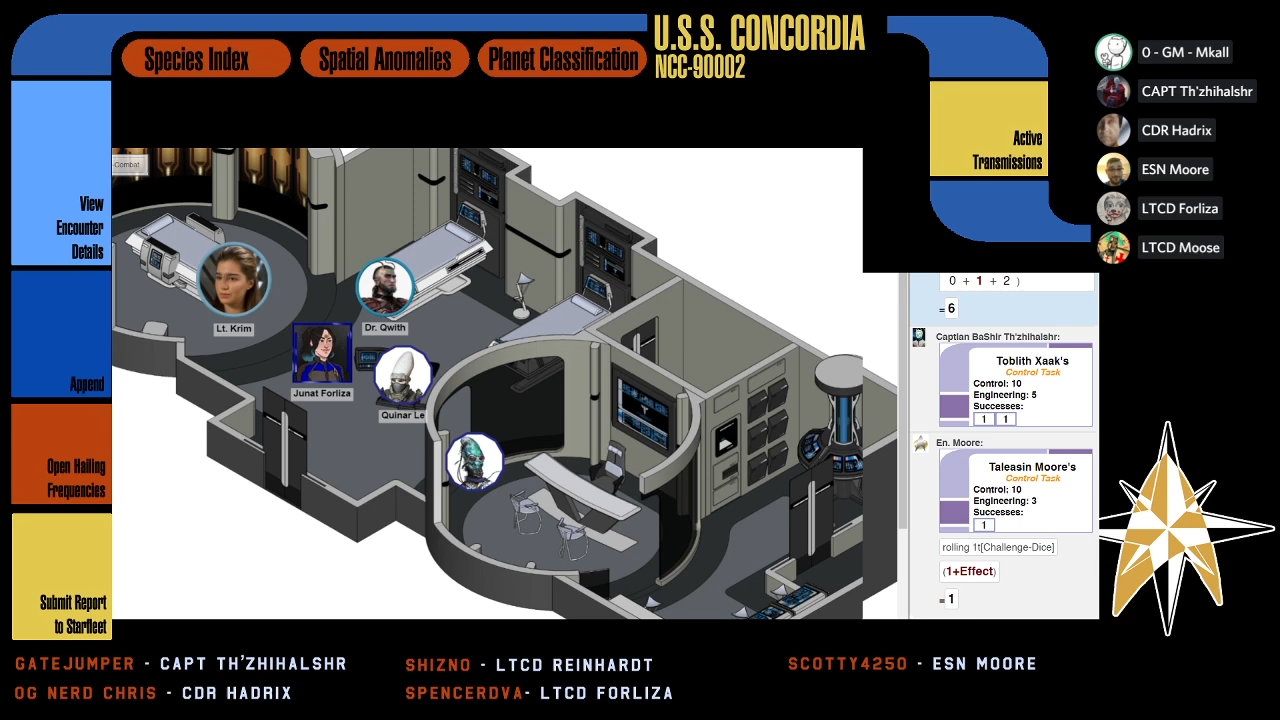 Species Index
Spatial Anomalies
Planet Classification
U.S.S. CONCORDIA
NCC-90002
View
Encounter
Details
Append
Open Hailing
Frequencies
Submit Report
to Starfleet
Active
Transmissions
0 - GM - Mkall
CAPT Th'zhihalshr
CDR Hadrix
ESN Moore
LTCD Forliza
LTCD Moose
-Combat
Lt. Krim
Dr. Qwith
Junat Forliza
Quinar Le
0 + 1 + 2 )
=6
Captian BaShir Th'zhihalshr:
Toblith Xaak's
Control Task
Control: 10
Engineering: 5
Successes:
1 1
En. Moore:
Taleasin Moore's
Control Task
Control: 10
Engineering: 3
Successes:
1
rolling 1t[Challenge-Dice]
(1+Effect)
=1
GATEJUMPER - CAPT TH'ZHIHALSHR
OG NERD CHRIS - CDR HADRIX
SHIZNO - LTCD REINHARDT
SPENCERDVA- LTCD FORLIZA
SCOTTY4250 - ESN MOORE